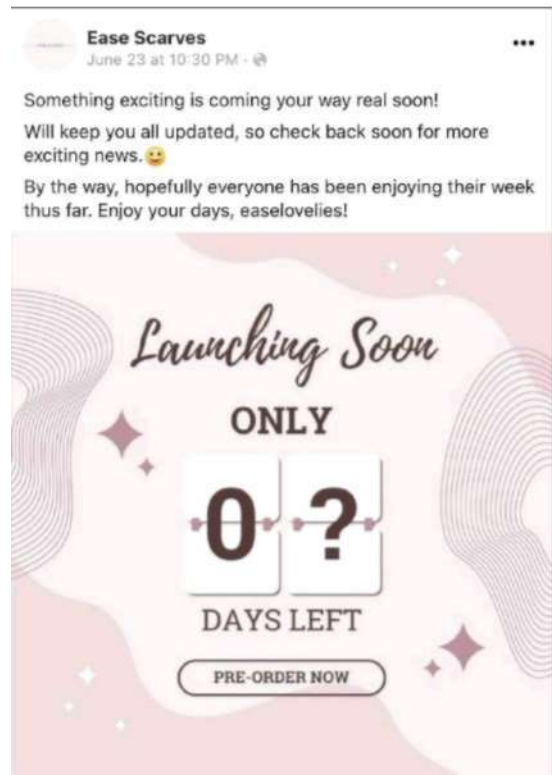 Ease Scarves
June 23 at 10:30 PM ·
Something exciting is coming your way real soon!
Will keep you all updated, so check back soon for more
exciting news.
By the way, hopefully everyone has been enjoying their week
thus far. Enjoy your days, easelovelies!
Launching Soon
ONLY
0 ?
DAYS LEFT
PRE-ORDER NOW